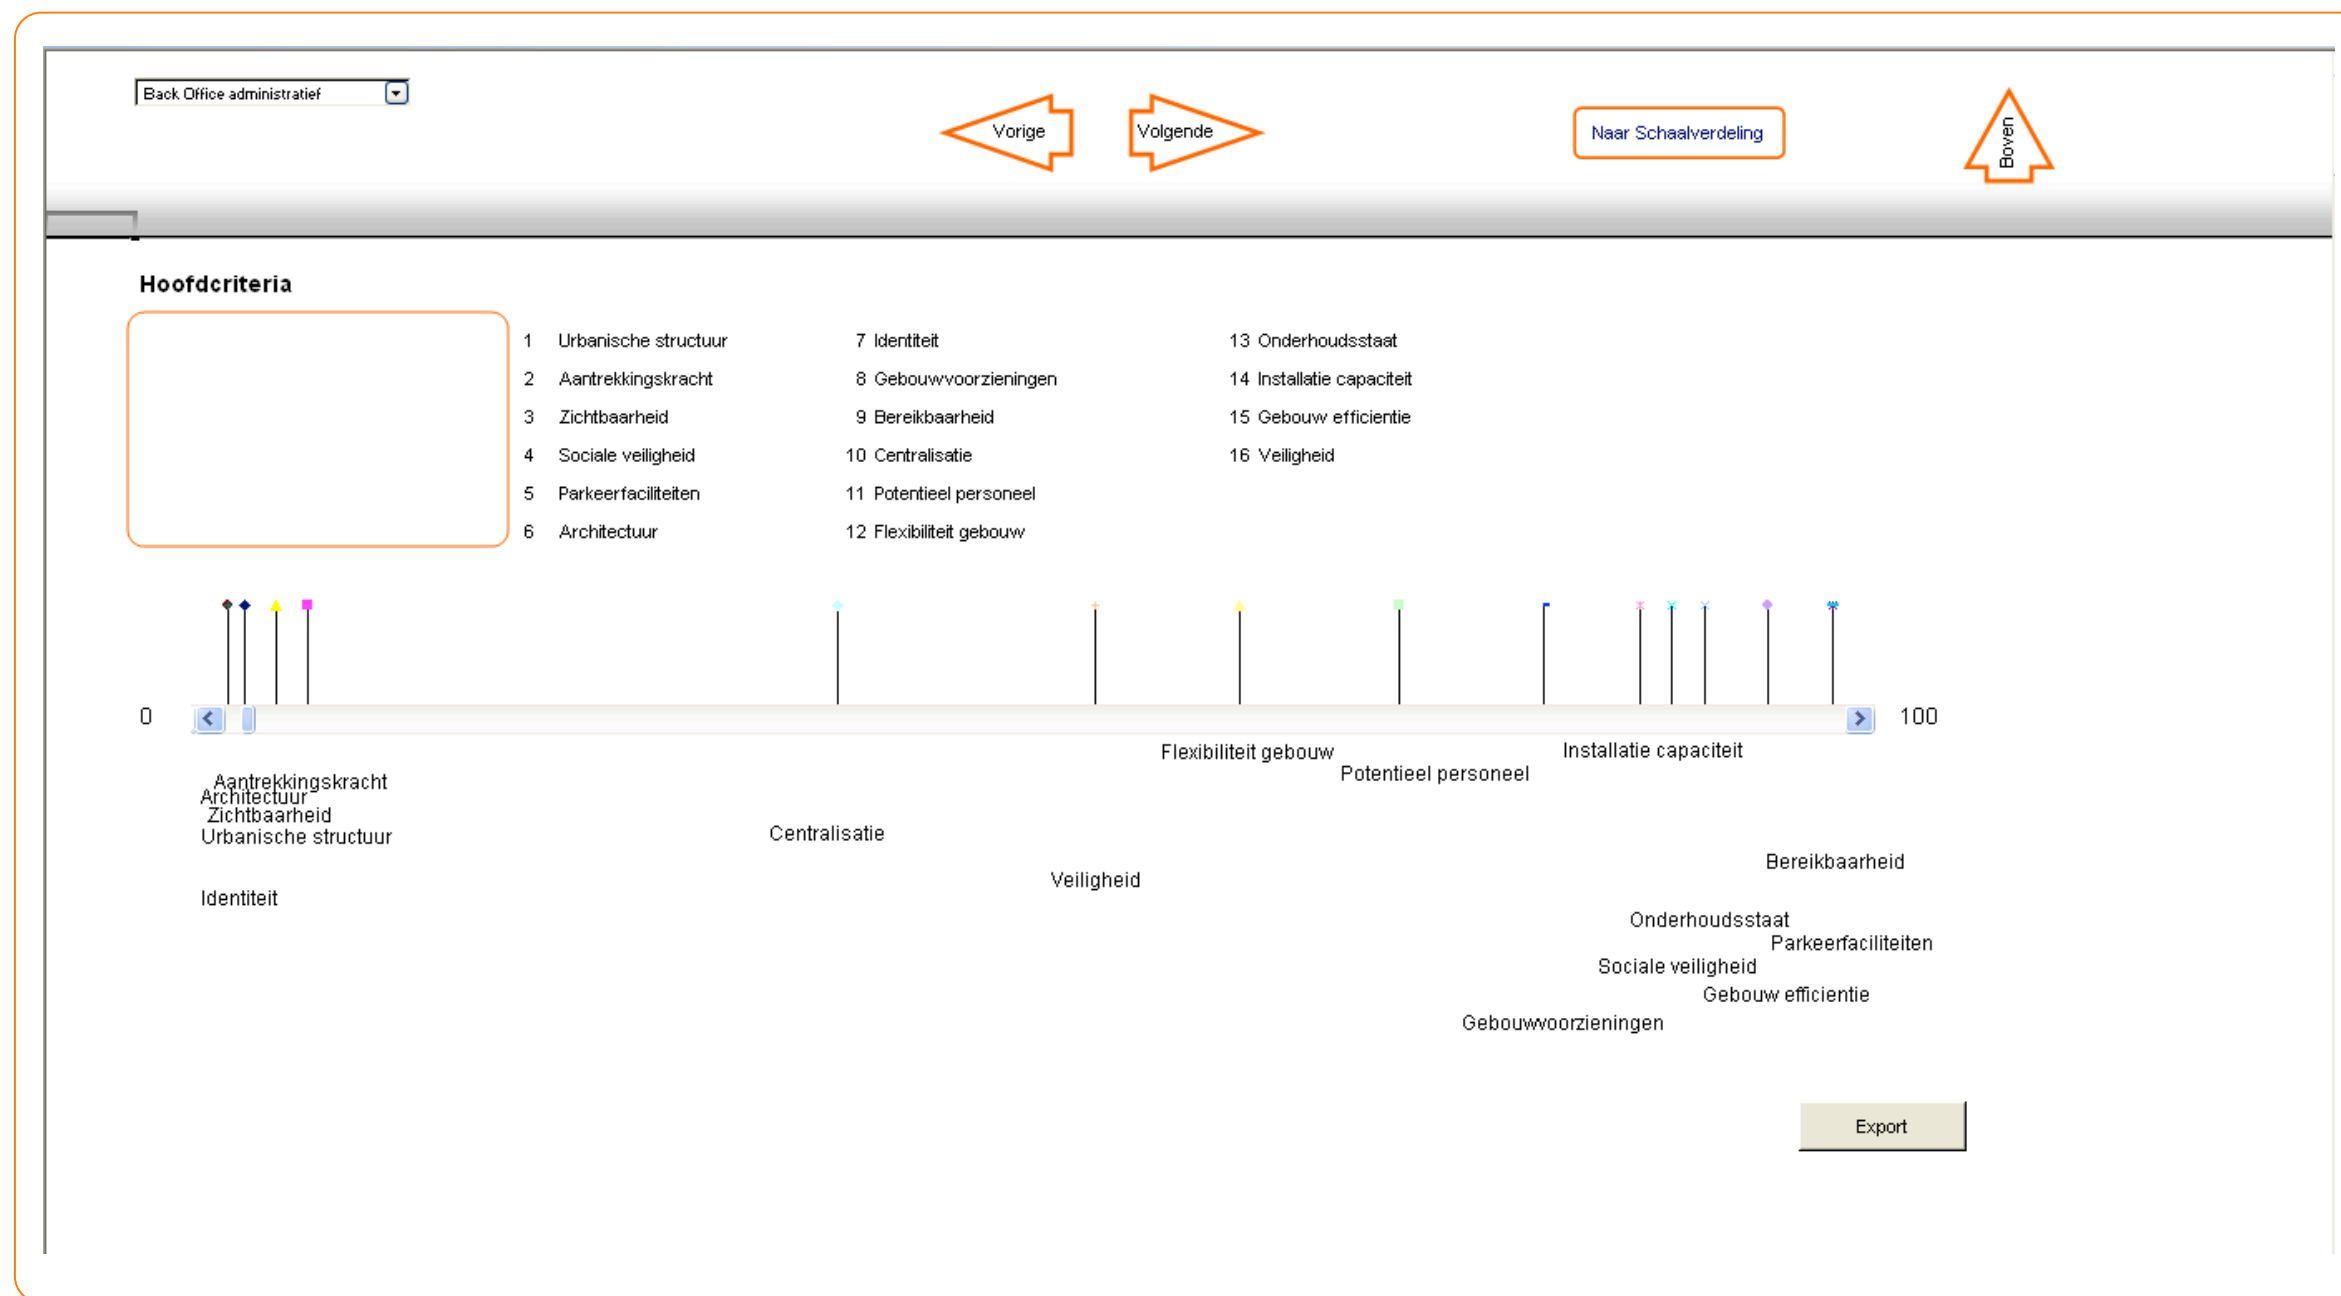 Back Office administratief
Vorige
Volgende
Naar Schaalverdeling
Boven
Hoofdcriteria
1 Urbanische structuur
7 Identiteit
13 Onderhoudsstaat
2 Aantrekkingskracht
8 Gebouwvoorzieningen
14 Installatie capaciteit
3 Zichtbaarheid
9 Bereikbaarheid
15 Gebouw efficientie
4 Sociale veiligheid
10 Centralisatie
16 Veiligheid
5 Parkeerfaciliteiten
11 Potentieel personeel
6 Architectuur
12 Flexibiliteit gebouw
0
100
Flexibiliteit gebouw
Installatie capaciteit
Potentieel personeel
Aantrekkingskracht
Architectuur
Zichtbaarheid
Urbanische structuur
Centralisatie
Bereikbaarheid
Veiligheid
Identiteit
Onderhoudsstaat
Parkeerfaciliteiten
Sociale veiligheid
Gebouw efficientie
Gebouwvoorzieningen
Export